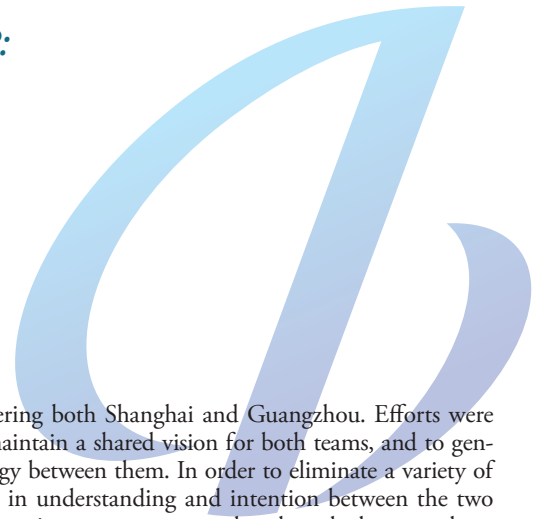 :
ering both Shanghai and Guangzhou. Efforts were
aintain a shared vision for both teams, and to gen-
gy between them. In order to eliminate a variety of
in understanding and intention between the two